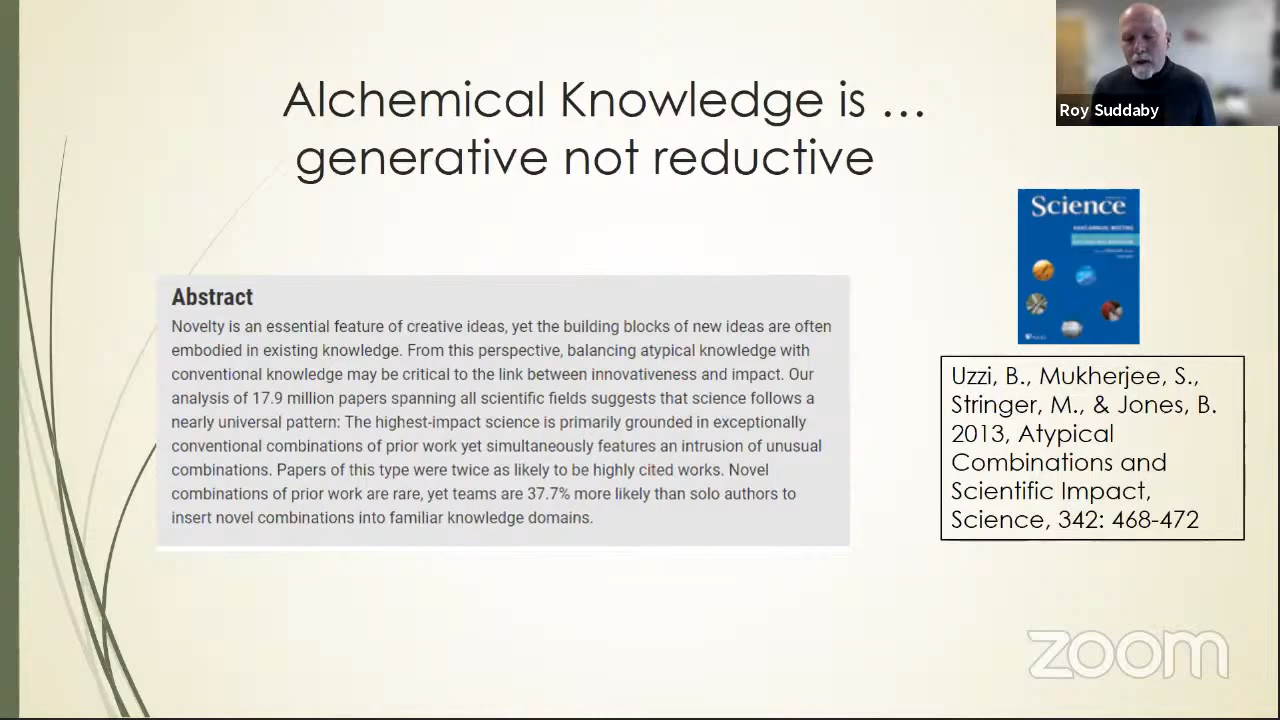 Alchemical Knowledge is …
generative not reductive
Roy Suddaby
Science
Abstract
Novelty is an essential feature of creative ideas, yet the building blocks of new ideas are often
embodied in existing knowledge. From this perspective, balancing atypical knowledge with
conventional knowledge may be critical to the link between innovativeness and impact. Our
analysis of 17.9 million papers spanning all scientific fields suggests that science follows a
nearly universal pattern: The highest-impact science is primarily grounded in exceptionally
conventional combinations of prior work yet simultaneously features an intrusion of unusual
combinations. Papers of this type were twice as likely to be highly cited works. Novel
combinations of prior work are rare, yet teams are 37.7% more likely than solo authors to
insert novel combinations into familiar knowledge domains.
Uzzi, B., Mukherjee, S.,
Stringer, M., & Jones, B.
2013, Atypical
Combinations and
Scientific Impact,
Science, 342: 468-472
zoom